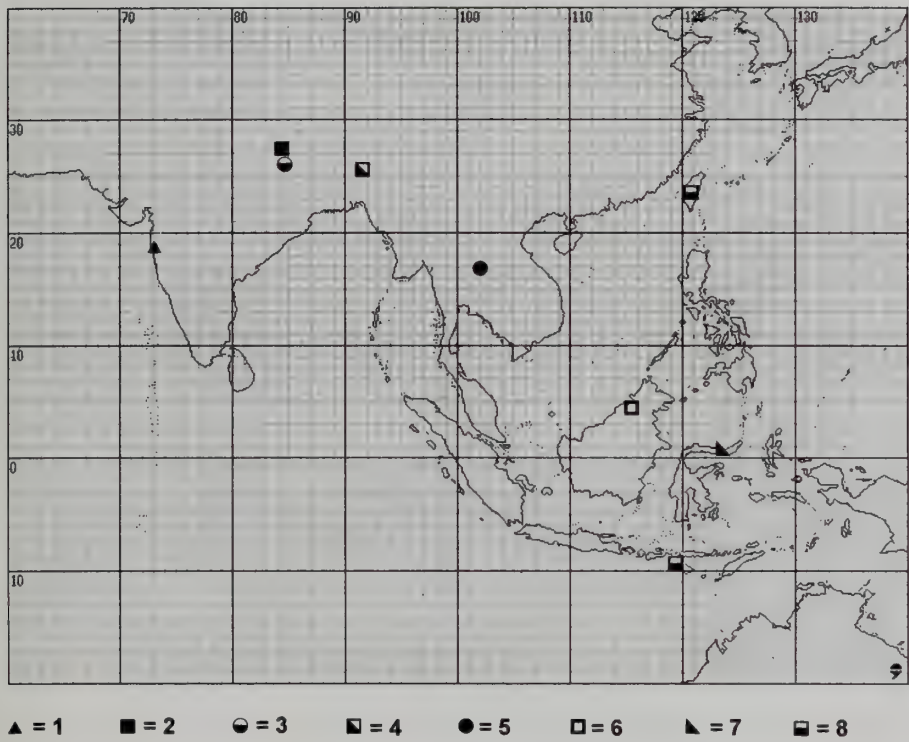 70 80 90 100 110 120 130
30
20
10
0
10
▲ = 1 ■ = 2 ◒ = 3 ◪ = 4 ● = 5 □ = 6 ◣ = 7 ⬓ = 8